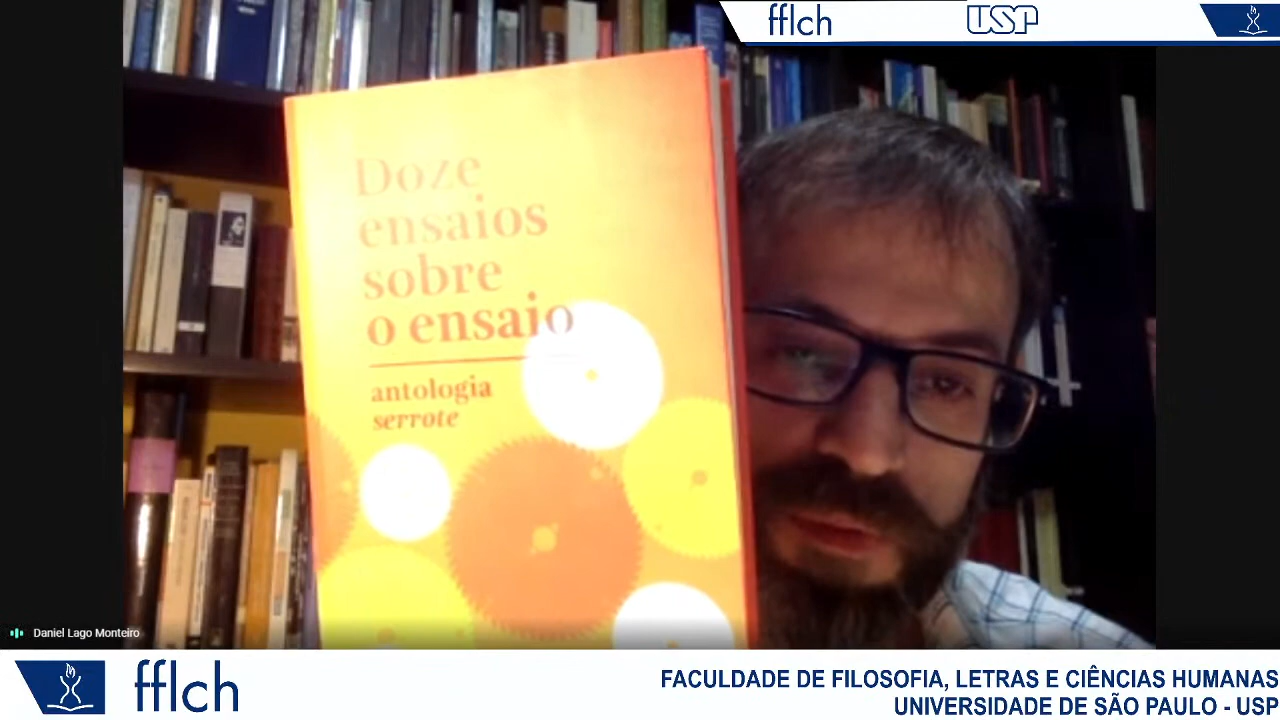 fflch
USP
Doze
ensaios
sobre
o ensaio
antologia
serrote
Daniel Lago Monteiro
fflch
FACULDADE DE FILOSOFIA, LETRAS E CIÊNCIAS HUMANAS
UNIVERSIDADE DE SÃO PAULO - USP